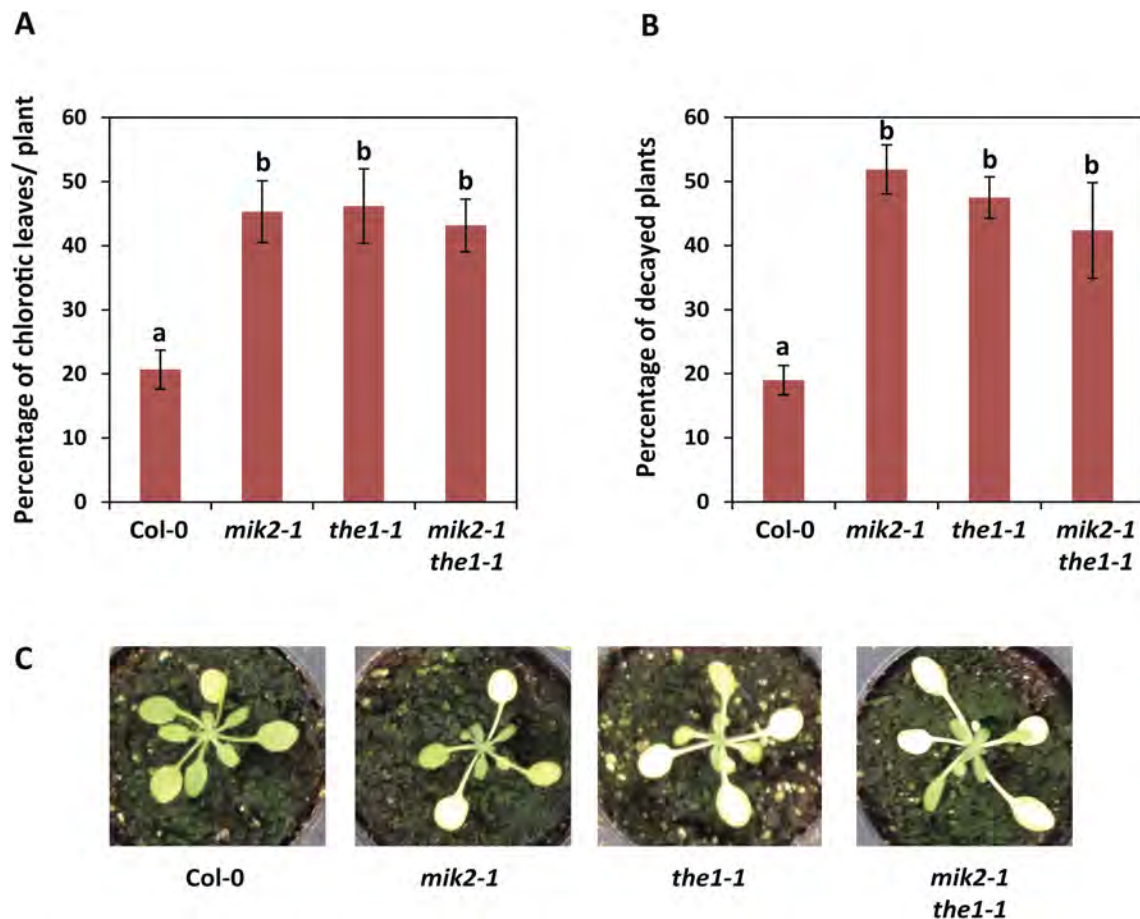 A
Percentage of chlorotic leaves/ plant
60
50
40
30
20
10
0
a
b
b
b
Col-0
mik2-1
the1-1
mik2-1
the1-1
B
Percentage of decayed plants
60
50
40
30
20
10
0
a
b
b
b
Col-0
mik2-1
the1-1
mik2-1
the1-1
C
Col-0
mik2-1
the1-1
mik2-1
the1-1